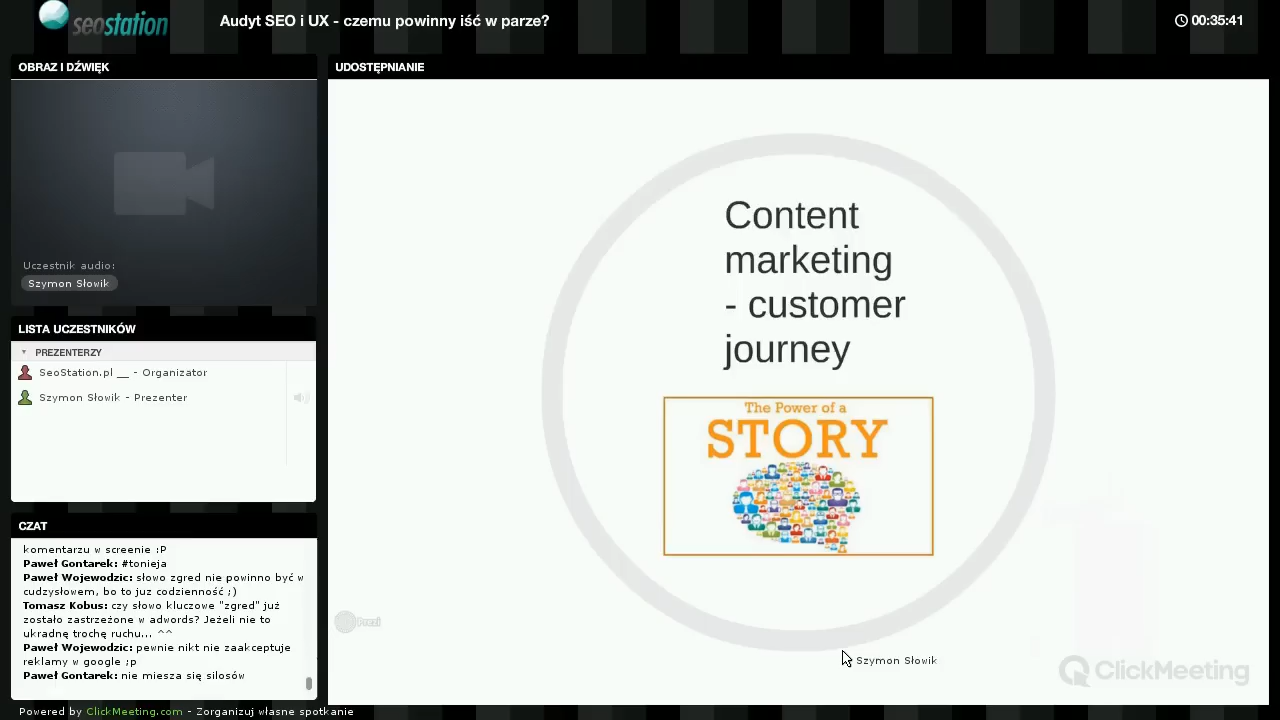 seostation
Audyt SEO i UX - czemu powinny iść w parze?
00:35:41
OBRAZ I DŹWIĘK
Uczestnik audio:
Szymon Słowik
LISTA UCZESTNIKÓW
PREZENTERZY
SeoStation.pl __ - Organizator
Szymon Słowik - Prezenter
CZAT
komentarzu w screenie :P
Paweł Gontarek: #tonieja
Paweł Wojewodzic: słowo zgred nie powinno być w
cudzysłowem, bo to juz codzienność ;)
Tomasz Kobus: czy słowo kluczowe "zgred" już
zostało zastrzeżone w adwords? Jeżeli nie to
ukradnę trochę ruchu... ^^
Paweł Wojewodzic: pewnie nikt nie zaakceptuje
reklamy w google ;p
Paweł Gontarek: nie miesza się silosów
Powered by ClickMeeting.com - Zorganizuj własne spotkanie
UDOSTĘPNIANIE
Content
marketing
- customer
journey
The Power of a
STORY
Prezi
Szymon Słowik
ClickMeeting